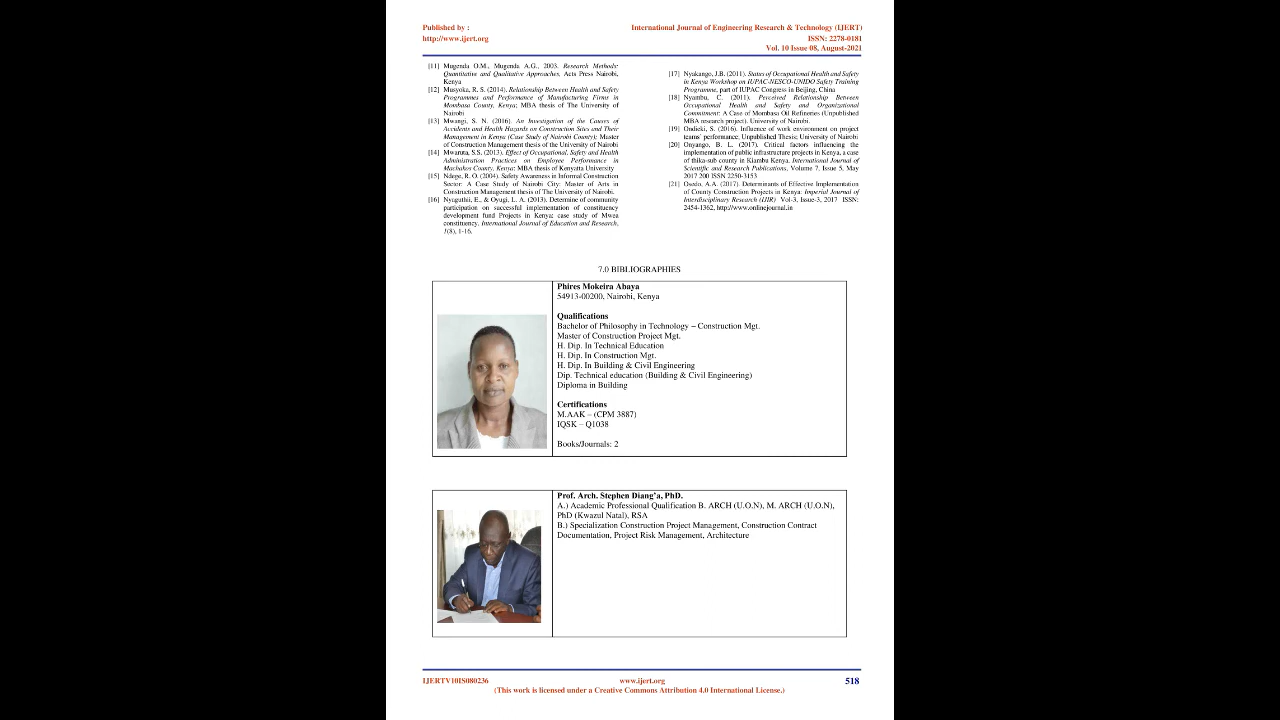 Published by :
http://www.ijert.org
International Journal of Engineering Research & Technology (IJERT)
ISSN: 2278-0181
Vol. 10 Issue 08, August-2021
[11] Mugenda O.M., Mugenda A.G., 2003. Research Methods:
Quantitative and Qualitative Approaches, Acts Press Nairobi,
Kenya
[12] Musyoka, R. S. (2014). Relationship Between Health and Safety
Programmes and Performance of Manufacturing Firms in
Mombasa County, Kenya; MBA thesis of The University of
Nairobi
[13] Mwangi, S. N. (2016). An Investigation of the Causes of
Accidents and Health Hazards on Construction Sites and Their
Management in Kenya (Case Study of Nairobi County); Master
of Construction Management thesis of the University of Nairobi
[14] Mwaruta, S.S. (2013). Effect of Occupational, Safety and Health
Administration Practices on Employee Performance in
Machakos County, Kenya; MBA thesis of Kenyatta University
[15] Ndege, R. O. (2004). Safety Awareness in Informal Construction
Sector: A Case Study of Nairobi City: Master of Arts in
Construction Management thesis of The University of Nairobi.
[16] Nyaguthii, E., & Oyugi, L. A. (2013). Determine of community
participation on successful implementation of constituency
development fund Projects in Kenya: case study of Mwea
constituency. International Journal of Education and Research,
1(8), 1-16.
[17] Nyakango, J.B. (2011). Status of Occupational Health and Safety
in Kenya Workshop on IUPAC-NESCO-UNIDO Safety Training
Programme, part of IUPAC Congress in Beijing, China
[18] Nyambu, C. (2011). Perceived Relationship Between
Occupational Health and Safety and Organizational
Commitment: A Case of Mombasa Oil Refineries (Unpublished
MBA research project). University of Nairobi.
[19] Ondieki, S. (2016). Influence of work environment on project
teams' performance; Unpublished Thesis; University of Nairobi
[20] Onyango, B. L. (2017). Critical factors influencing the
implementation of public infrastructure projects in Kenya, a case
of thika-sub county in Kiambu Kenya. International Journal of
Scientific and Research Publications, Volume 7, Issue 5, May
2017 200 ISSN 2250-3153
[21] Osedo, A.A. (2017). Determinants of Effective Implementation
of County Construction Projects in Kenya: Imperial Journal of
Interdisciplinary Research (IJIR) Vol-3, Issue-3, 2017 ISSN:
2454-1362, http://www.onlinejournal.in
7.0 BIBLIOGRAPHIES
Phires Mokeira Abaya
54913-00200, Nairobi, Kenya
Qualifications
Bachelor of Philosophy in Technology – Construction Mgt.
Master of Construction Project Mgt.
H. Dip. In Technical Education
H. Dip. In Construction Mgt.
H. Dip. In Building & Civil Engineering
Dip. Technical education (Building & Civil Engineering)
Diploma in Building
Certifications
M.AAK – (CPM 3887)
IQSK – Q1038
Books/Journals: 2
Prof. Arch. Stephen Diang'a, PhD.
A.) Academic Professional Qualification B. ARCH (U.O.N), M. ARCH (U.O.N),
PhD (Kwazul Natal), RSA
B.) Specialization Construction Project Management, Construction Contract
Documentation, Project Risk Management, Architecture
IJERTV10IS080236
www.ijert.org
518
(This work is licensed under a Creative Commons Attribution 4.0 International License.)